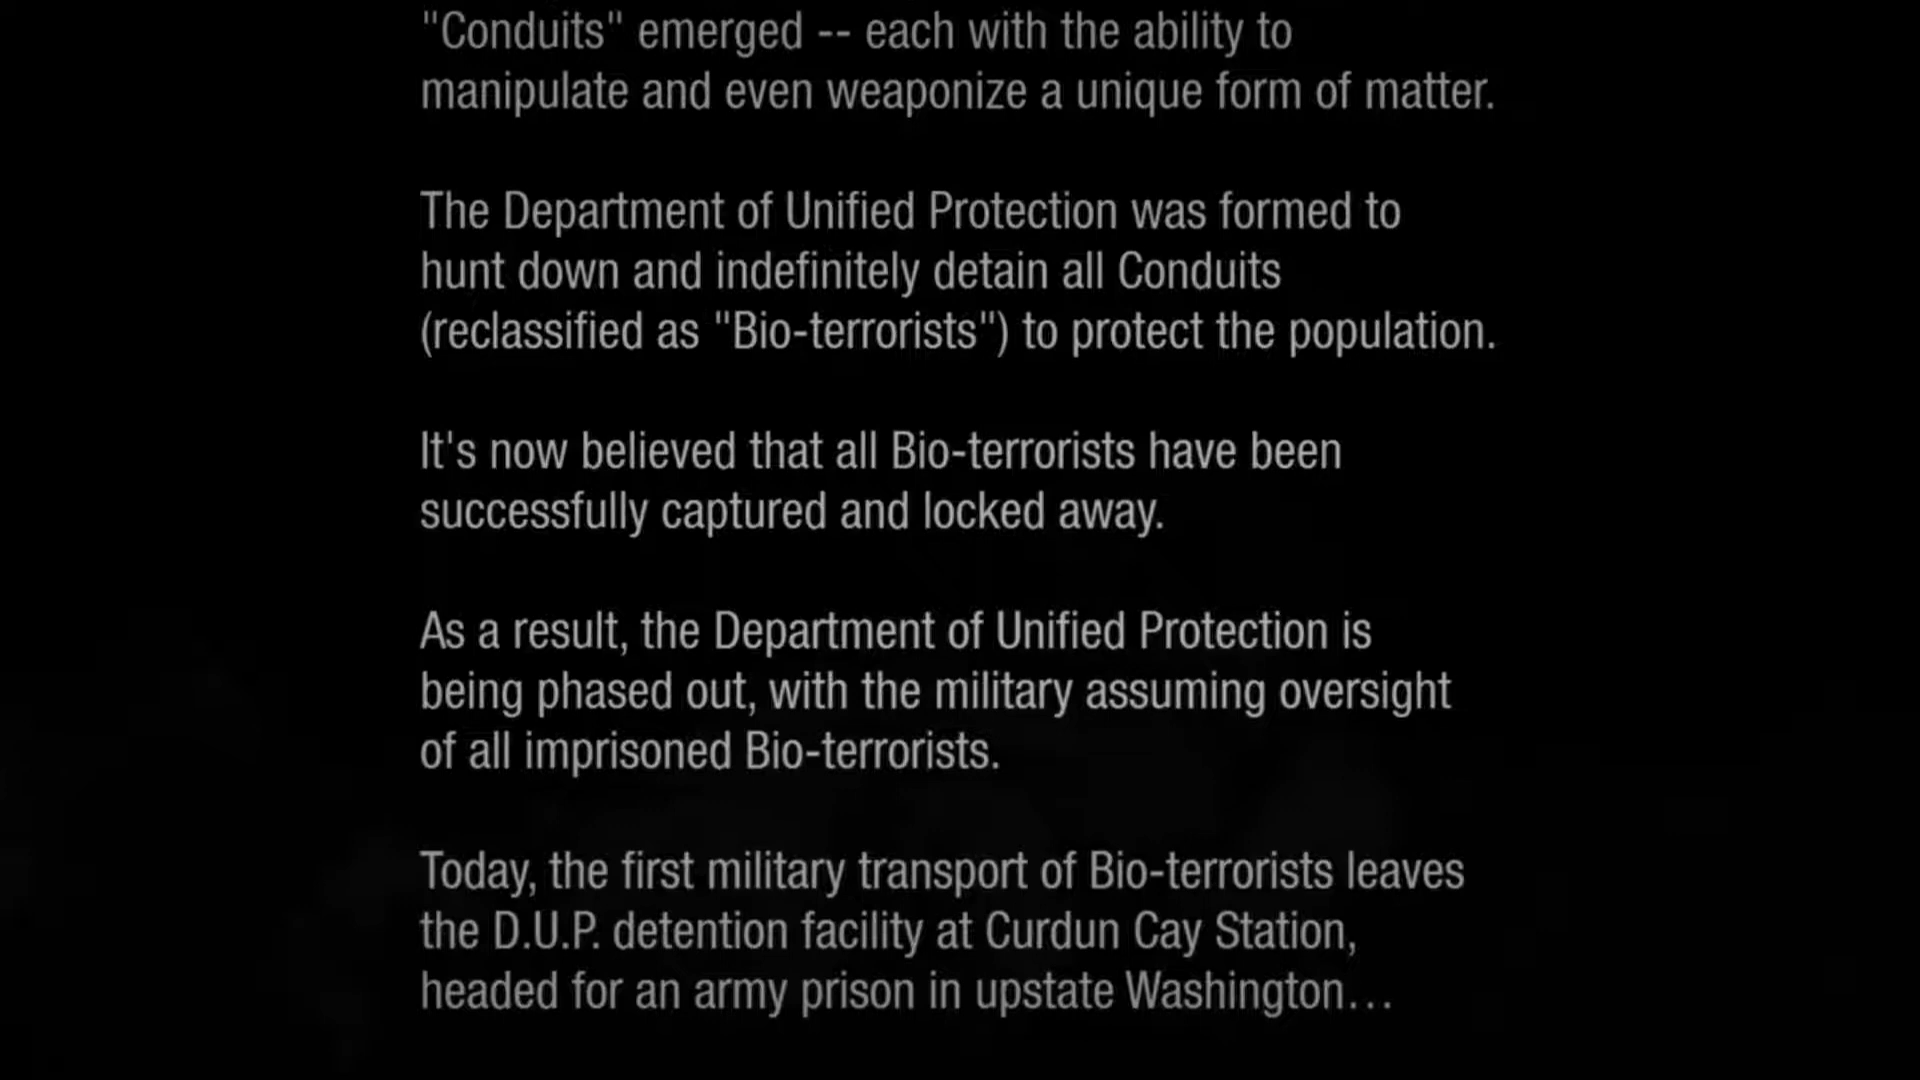 "Conduits" emerged -- each with the ability to
manipulate and even weaponize a unique form of matter.
The Department of Unified Protection was formed to
hunt down and indefinitely detain all Conduits
(reclassified as "Bio-terrorists") to protect the population.
It's now believed that all Bio-terrorists have been
successfully captured and locked away.
As a result, the Department of Unified Protection is
being phased out, with the military assuming oversight
of all imprisoned Bio-terrorists.
Today, the first military transport of Bio-terrorists leaves
the D.U.P. detention facility at Curdun Cay Station,
headed for an army prison in upstate Washington…